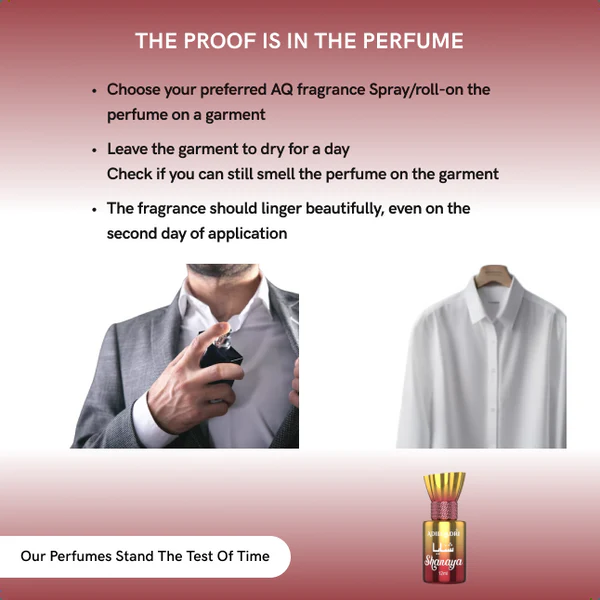 THE PROOF IS IN THE PERFUME
• Choose your preferred AQ fragrance Spray/roll-on the
perfume on a garment
• Leave the garment to dry for a day
Check if you can still smell the perfume on the garment
• The fragrance should linger beautifully, even on the
second day of application
Our Perfumes Stand The Test Of Time
Shanaya